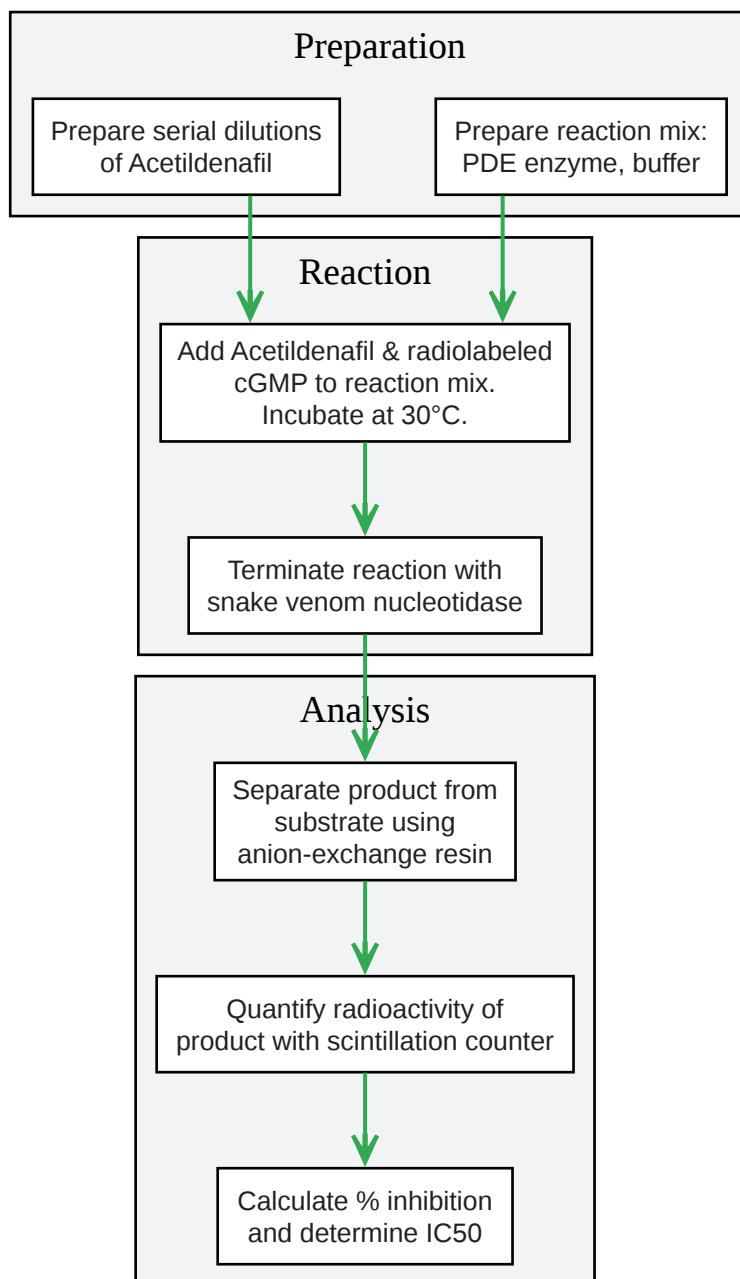 Preparation
Prepare serial dilutions
of Acetildenafil
Prepare reaction mix:
PDE enzyme, buffer
Reaction
Add Acetildenafil & radiolabeled
cGMP to reaction mix.
Incubate at 30°C.
Terminate reaction with
snake venom nucleotidase
Analysis
Separate product from
substrate using
anion-exchange resin
Quantify radioactivity of
product with scintillation counter
Calculate % inhibition
and determine IC50